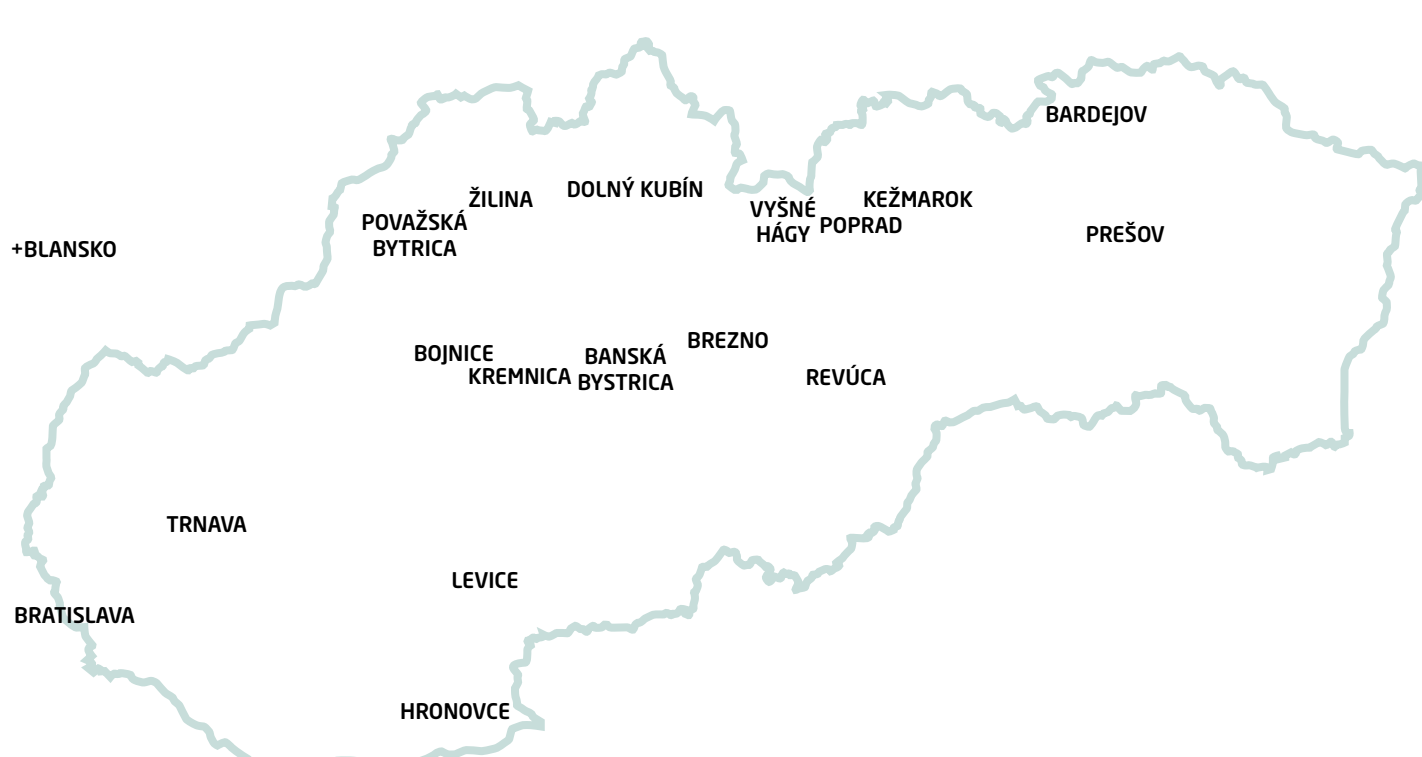 BARDEJOV
DOLNÝ KUBÍN
ŽILINA
KEŽMAROK
VYŠNÉ
HÁGY
POVAŽSKÁ
BYTRICA
POPRAD
PREŠOV
+BLANSKO
BREZNO
BOJNICE
BANSKÁ
BYSTRICA
KREMNICA
REVÚCA
TRNAVA
LEVICE
BRATISLAVA
HRONOVCE